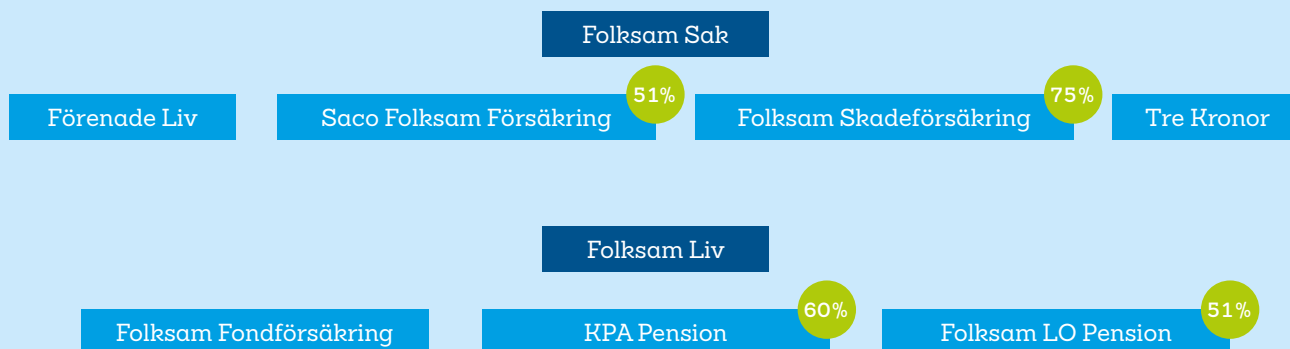 Folksam Sak
Förenade Liv
Saco Folksam Försäkring
51%
Folksam Skadeförsäkring
75%
Tre Kronor
Folksam Liv
Folksam Fondförsäkring
KPA Pension
60%
Folksam LO Pension
51%